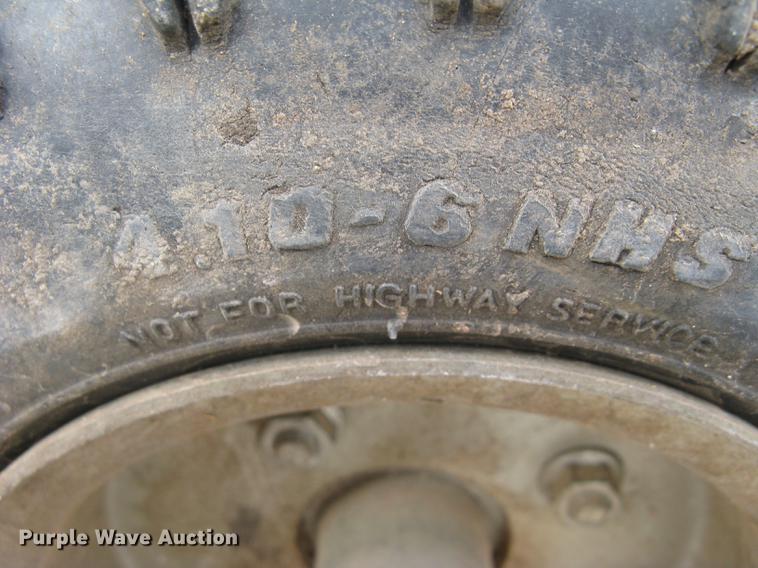 4.10-6 NHS
NOT FOR HIGHWAY SERVICE
Purple Wave Auction